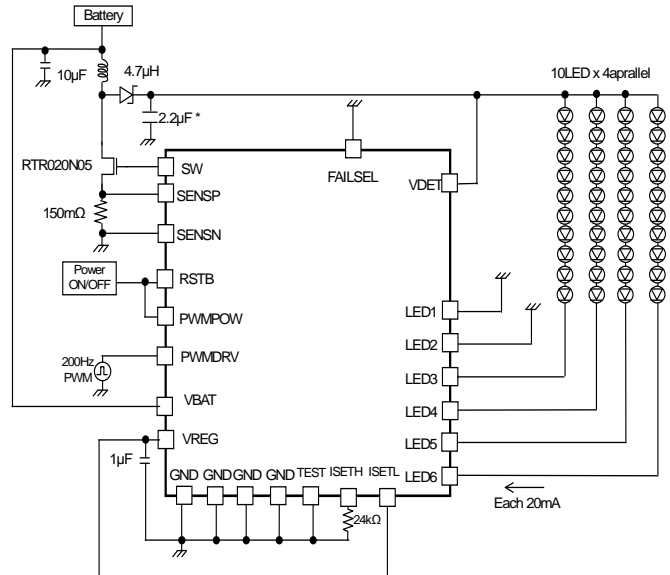 Battery
10µF
4.7µH
2.2µF *
10LED x 4aprallel
RTR020N05
SW
FAILSEL
VDET
SENSP
150mΩ
SENSN
Power
ON/OFF
RSTB
PWMPOW
LED1
LED2
200Hz
PWM
PWMDRV
LED3
VBAT
LED4
VREG
LED5
1µF
GND
GND
GND
GND
TEST
ISETH
ISETL
LED6
24kΩ
Each 20mA